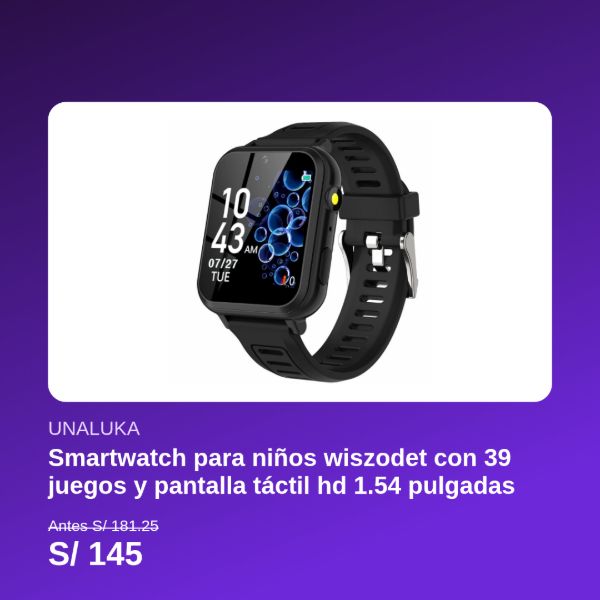 10
43 AM
07/27
TUE
UNALUKA
Smartwatch para niños wiszodet con 39
juegos y pantalla táctil hd 1.54 pulgadas
Antes S/ 181.25
S/ 145